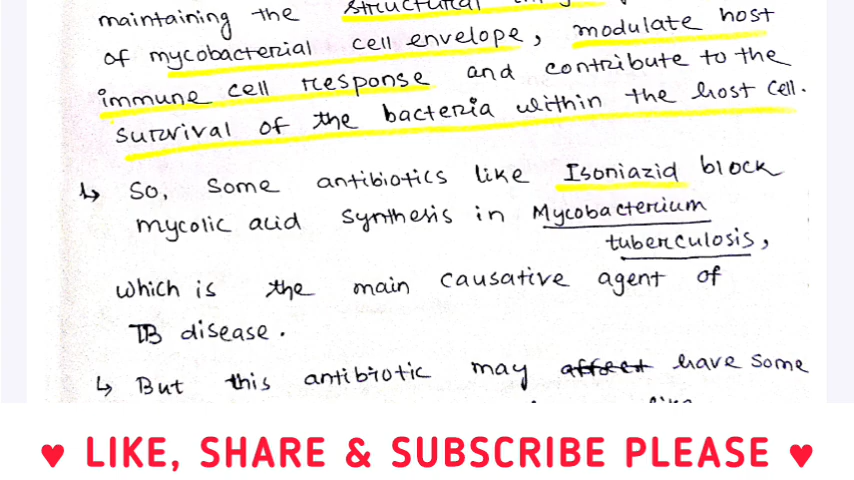 maintaining the structural
of mycobacterial cell envelope, modulate host
immune cell response and contribute to the
survival of the bacteria within the host cell.
↳ So, some antibiotics like Isoniazid block
mycolic acid synthesis in Mycobacterium
tuberculosis,
which is the main causative agent of
TB disease.
↳ But this antibiotic may affect have some
like
♥ LIKE, SHARE & SUBSCRIBE PLEASE ♥